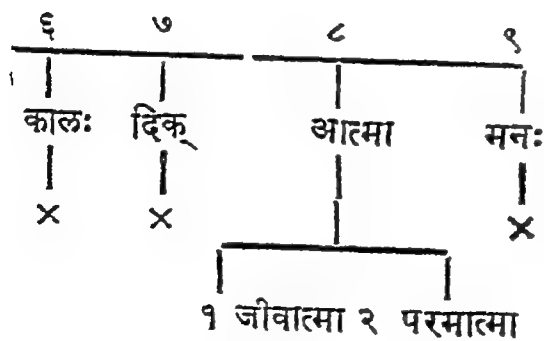 ६ ७ ८ ९
कालः दिक् आत्मा मनः
× × ×
१ जीवात्मा २ परमात्मा